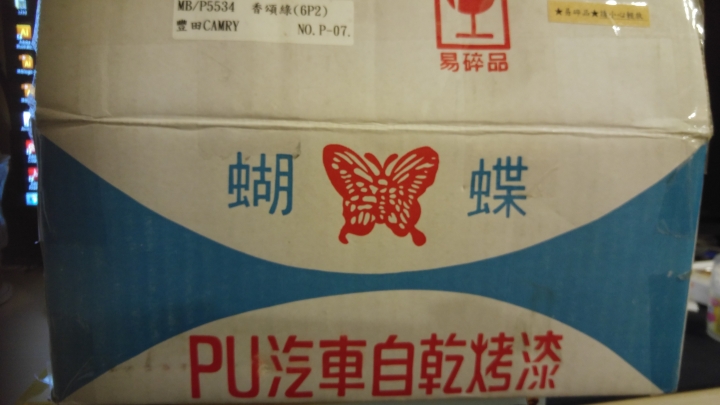 MB/P5534 香頌綠(6P2)
豐田CAMRY NO.P-07.
易碎品
蝴蝶
PU汽車自乾烤漆